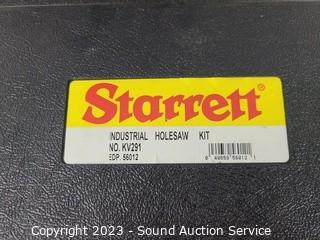 Starrett®
INDUSTRIAL HOLESAW KIT
NO. KV291
EDP. 56012
Copyright © 2023 - Sound Auction Service